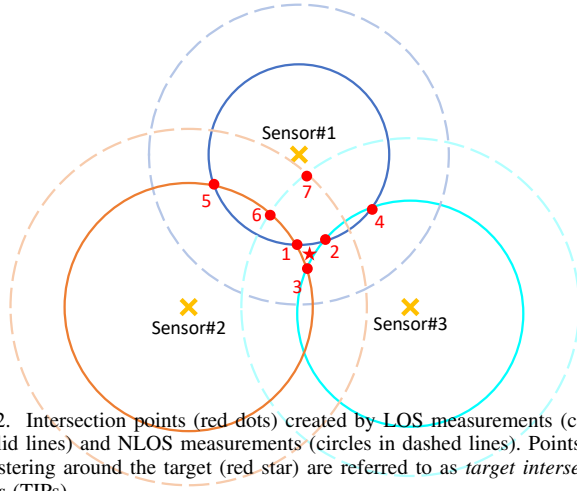 Sensor#1
7
5
6
4
1
2
3
Sensor#2
Sensor#3
2. Intersection points (red dots) created by LOS measurements (c
lid lines) and NLOS measurements (circles in dashed lines). Points
stering around the target (red star) are referred to as target interse
s (TIPs)